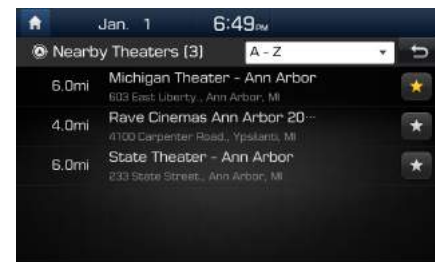 Jan. 1 6:49PM
Nearby Theaters (3) A - Z
6.0mi Michigan Theater - Ann Arbor
603 East Liberty., Ann Arbor, MI
4.0mi Rave Cinemas Ann Arbor 20···
4100 Carpenter Road., Ypsilanti, MI
6.0mi State Theater - Ann Arbor
233 State Street., Ann Arbor, MI